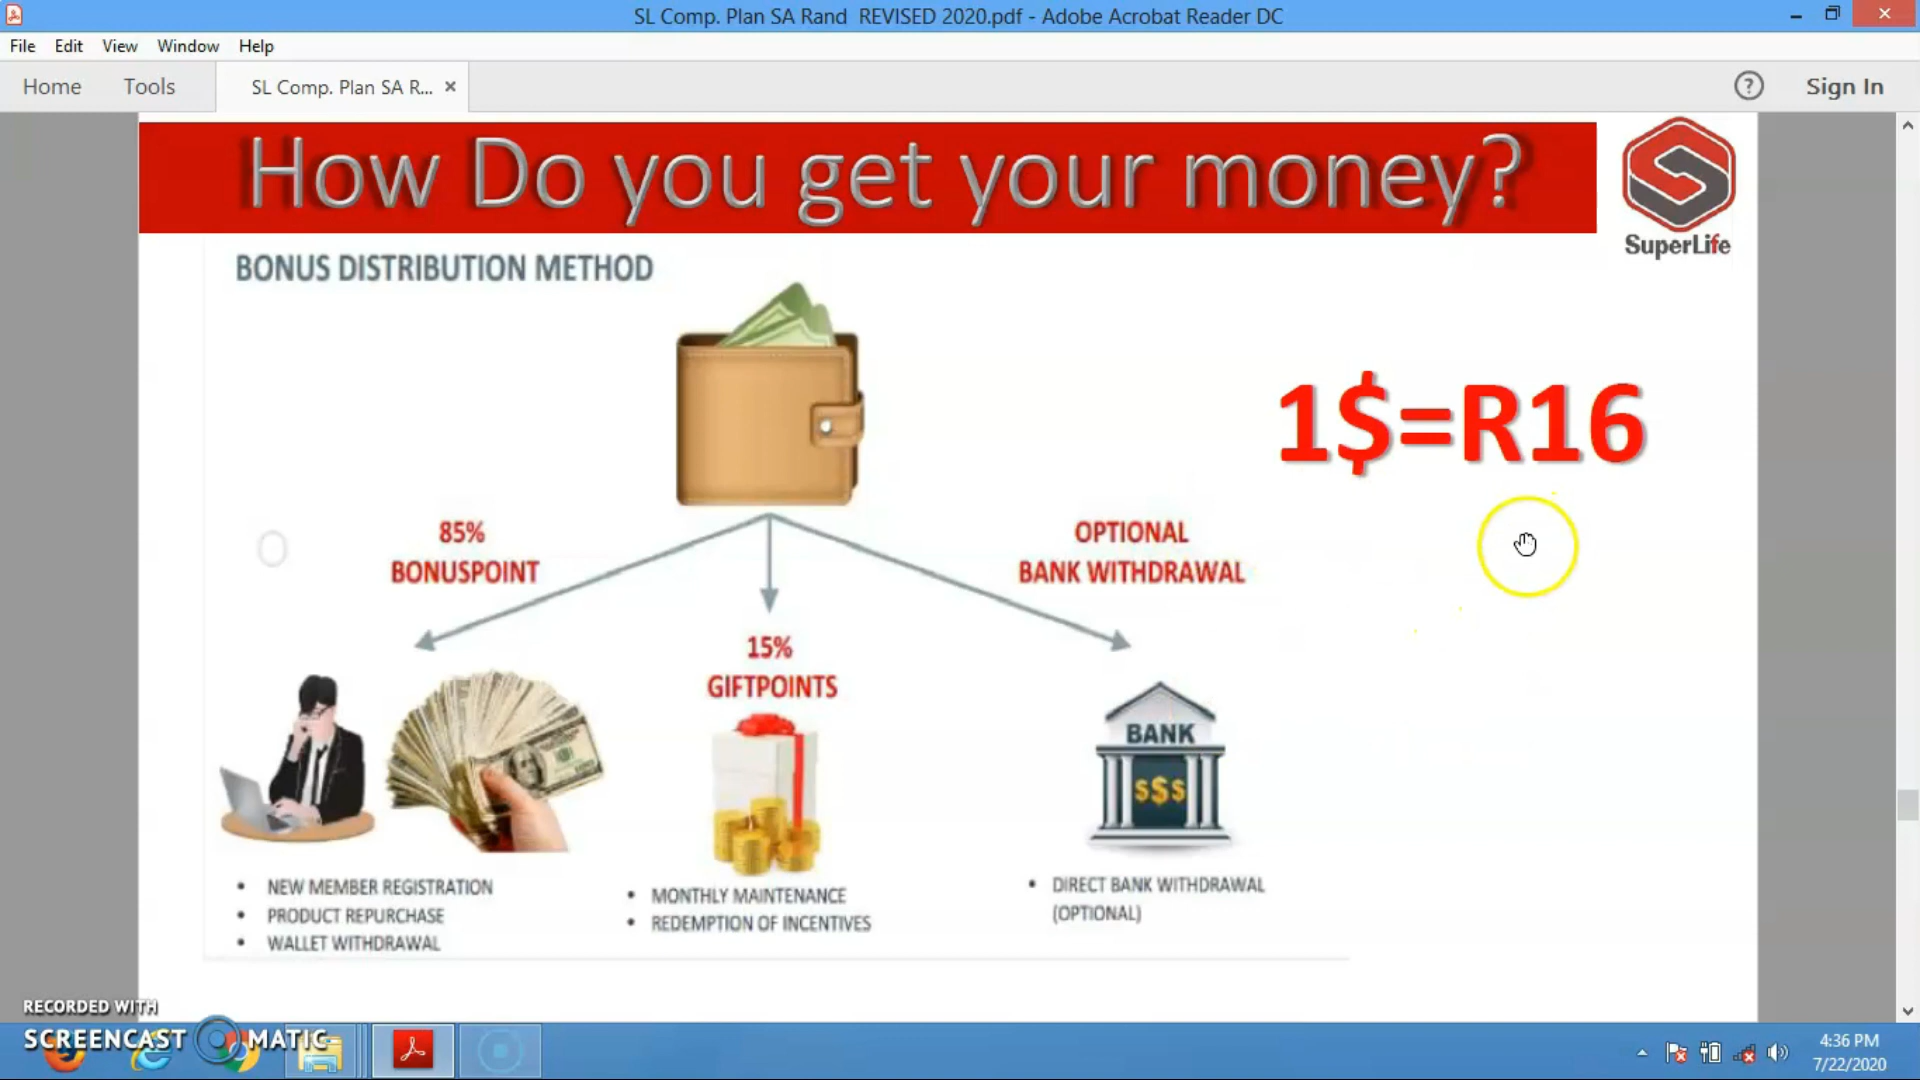 SL Comp. Plan SA Rand  REVISED 2020.pdf - Adobe Acrobat Reader DC
File Edit View Window Help
Home Tools SL Comp. Plan SA R... × ? Sign In
How Do you get your money?
SuperLife
BONUS DISTRIBUTION METHOD
1$=R16
85%
BONUSPOINT
OPTIONAL
BANK WITHDRAWAL
15%
GIFTPOINTS
BANK
$$$
• NEW MEMBER REGISTRATION
• PRODUCT REPURCHASE
• WALLET WITHDRAWAL
• MONTHLY MAINTENANCE
• REDEMPTION OF INCENTIVES
• DIRECT BANK WITHDRAWAL
(OPTIONAL)
RECORDED WITH
SCREENCAST MATIC
4:36 PM
7/22/2020